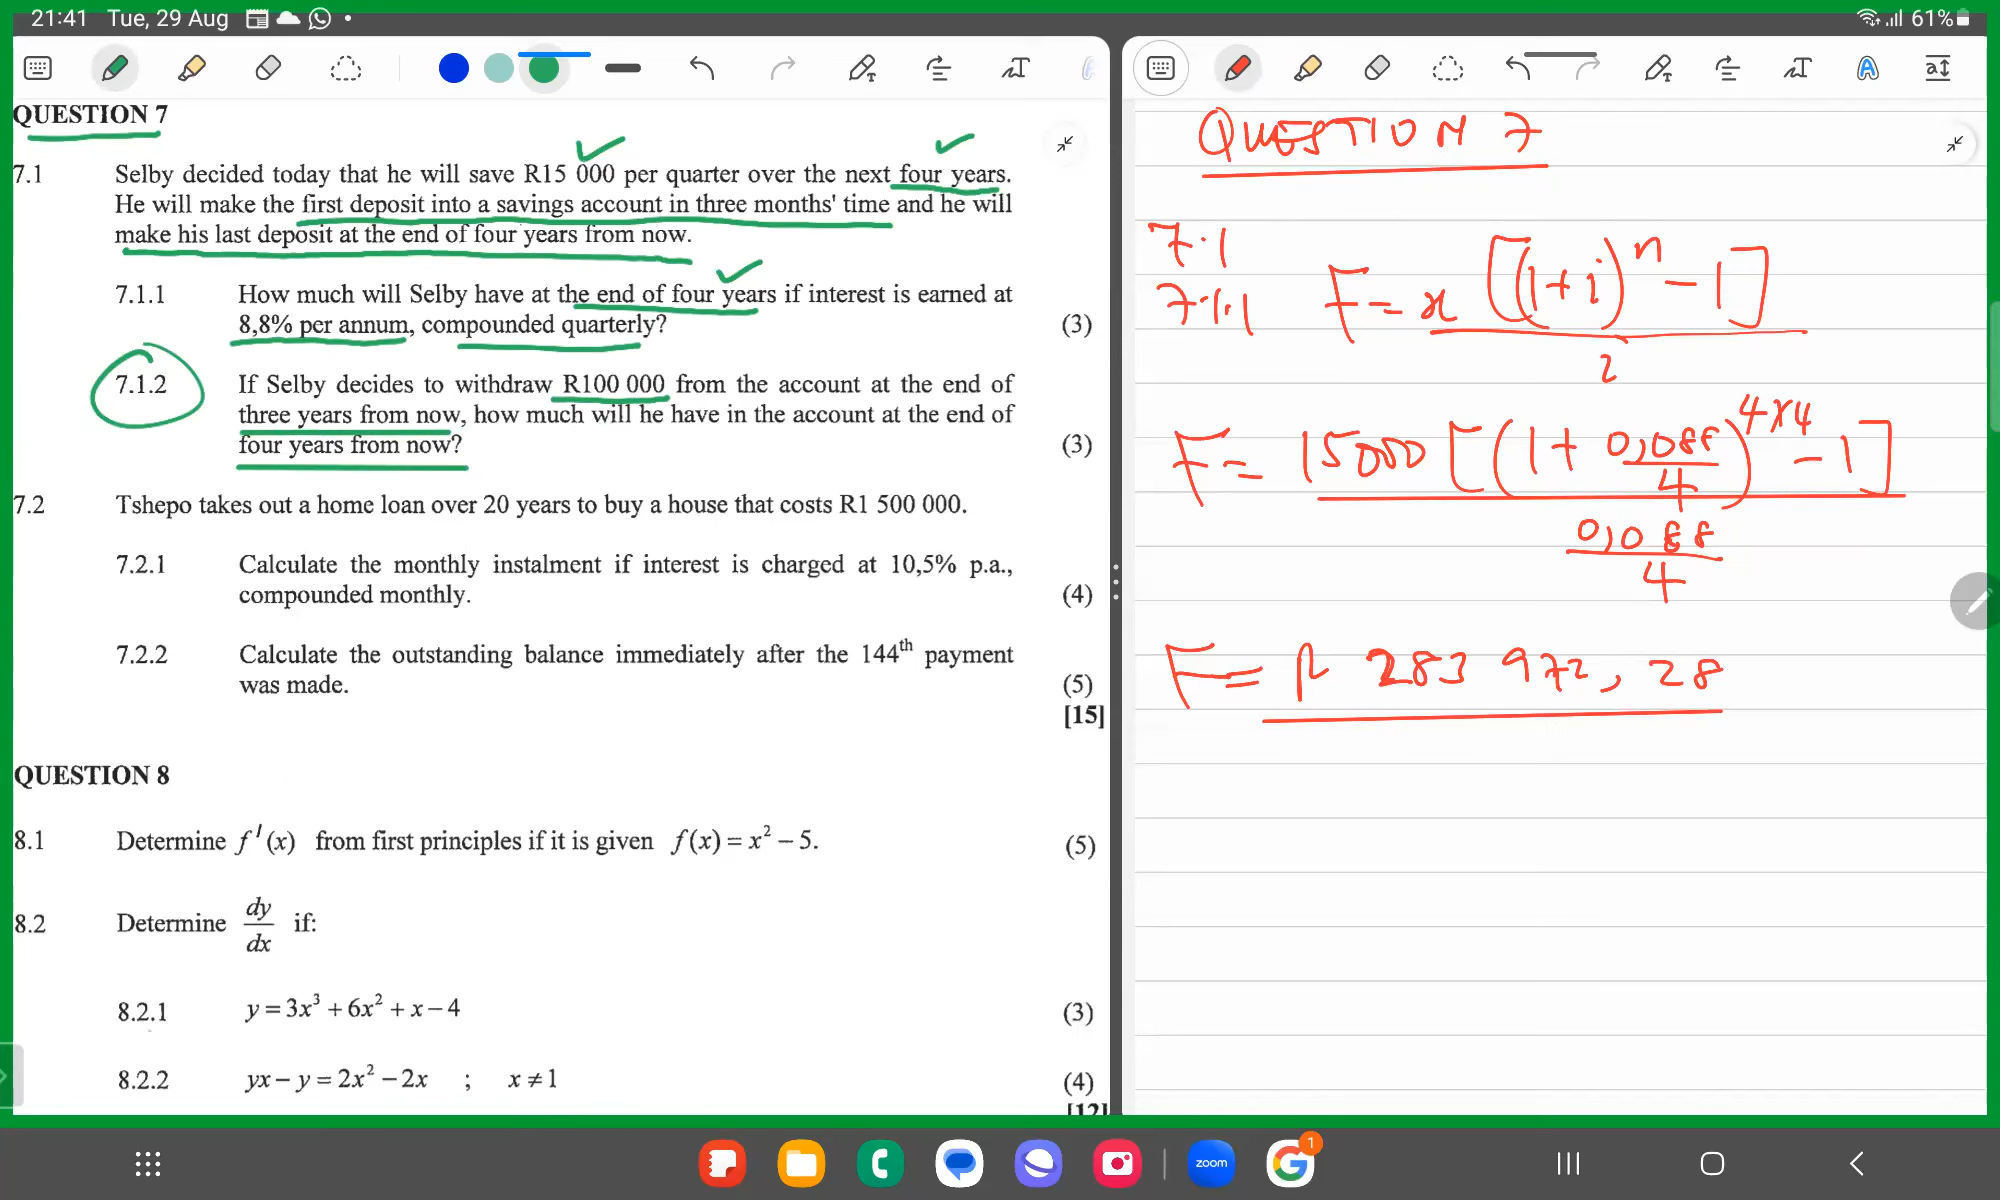 21:41 Tue, 29 Aug
61%
QUESTION 7
7.1 Selby decided today that he will save R15 000 per quarter over the next four years.
He will make the first deposit into a savings account in three months' time and he will
make his last deposit at the end of four years from now.
7.1.1 How much will Selby have at the end of four years if interest is earned at
8,8% per annum, compounded quarterly? (3)
7.1.2 If Selby decides to withdraw R100 000 from the account at the end of
three years from now, how much will he have in the account at the end of
four years from now? (3)
7.2 Tshepo takes out a home loan over 20 years to buy a house that costs R1 500 000.
7.2.1 Calculate the monthly instalment if interest is charged at 10,5% p.a.,
compounded monthly. (4)
7.2.2 Calculate the outstanding balance immediately after the 144th payment
was made. (5)
[15]
QUESTION 8
8.1 Determine f'(x) from first principles if it is given f(x) = x² − 5. (5)
8.2 Determine dy/dx if:
8.2.1 y = 3x³ + 6x² + x − 4 (3)
8.2.2 yx − y = 2x² − 2x ; x ≠ 1 (4)
[12]
QUESTION 7
7.1
7.1.1 F = x [(1+i)ⁿ − 1] / i
F = 15000 [(1 + 0,088/4)^4×4 − 1]
0,088/4
F = R 283 972, 28
zoom
1